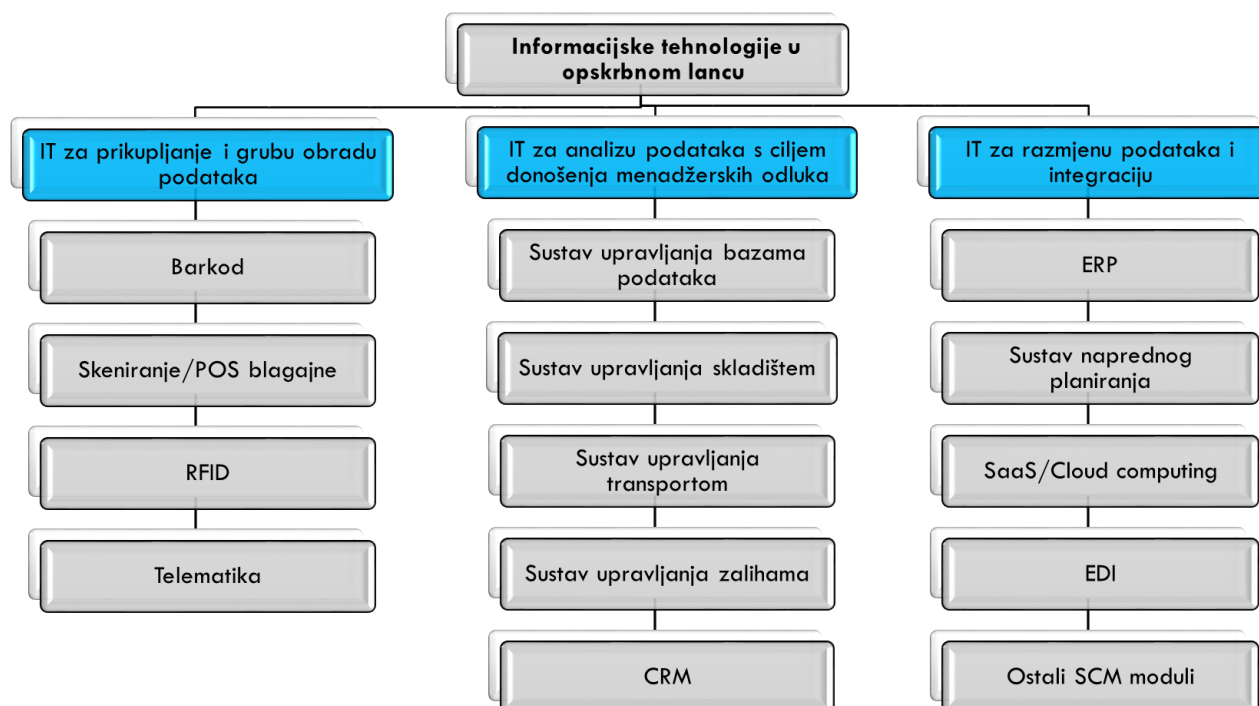 Informacijske tehnologije u
opskrbnom lancu
IT za prikupljanje i grubu obradu
podataka
Barkod
Skeniranje/POS blagajne
RFID
Telematika
IT za analizu podataka s ciljem
donošenja menadžerskih odluka
Sustav upravljanja bazama
podataka
Sustav upravljanja skladištem
Sustav upravljanja
transportom
Sustav upravljanja zalihama
CRM
IT za razmjenu podataka i
integraciju
ERP
Sustav naprednog
planiranja
SaaS/Cloud computing
EDI
Ostali SCM moduli